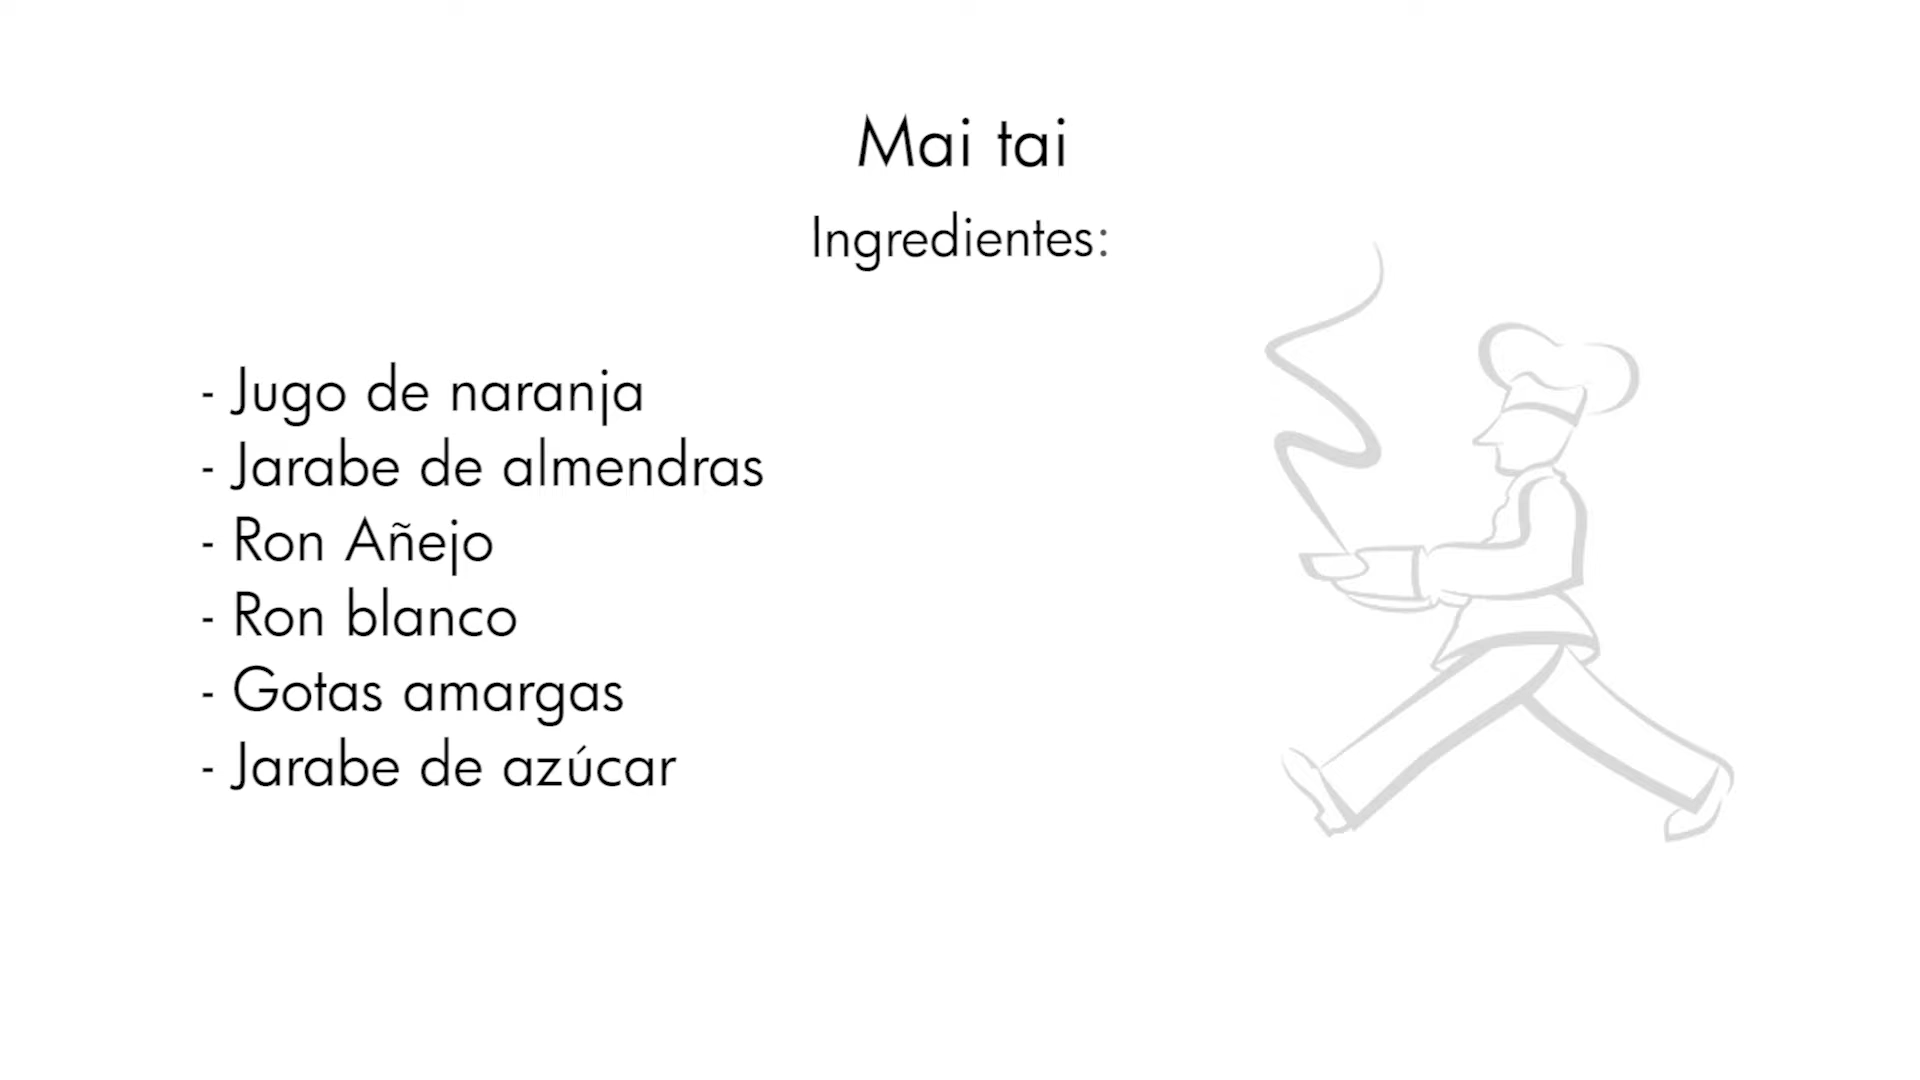 Mai tai
Ingredientes:
- Jugo de naranja
- Jarabe de almendras
- Ron Añejo
- Ron blanco
- Gotas amargas
- Jarabe de azúcar